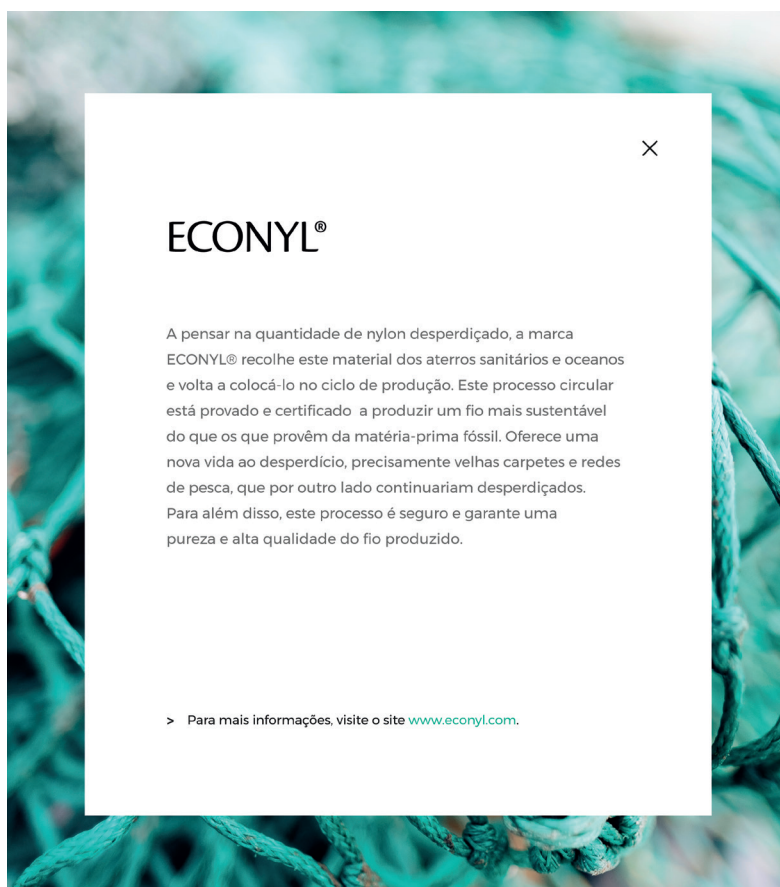 ECONYL®
A pensar na quantidade de nylon desperdiçado, a marca
ECONYL® recolhe este material dos aterros sanitários e oceanos
e volta a colocá-lo no ciclo de produção. Este processo circular
está provado e certificado  a produzir um fio mais sustentável
do que os que provêm da matéria-prima fóssil. Oferece uma
nova vida ao desperdício, precisamente velhas carpetes e redes
de pesca, que por outro lado continuariam desperdiçados.
Para além disso, este processo é seguro e garante uma
pureza e alta qualidade do fio produzido.
> Para mais informações, visite o site www.econyl.com.